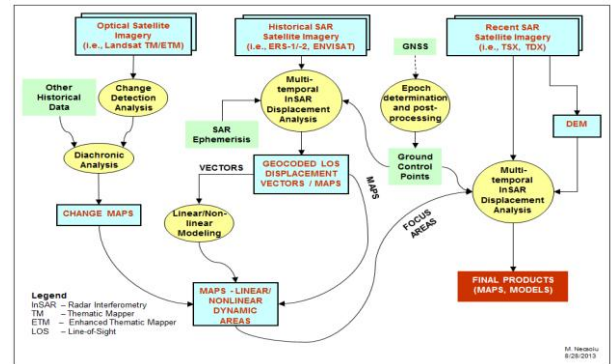 Optical Satellite
Imagery
(i.e., Landsat TM/ETM)
Historical SAR
Satellite Imagery
(i.e., ERS-1/-2, ENVISAT)
GNSS
Recent SAR
Satellite Imagery
(i.e., TSX, TDX)
Other
Historical
Data
Change
Detection
Analysis
Multi-
temporal
InSAR
Displacement
Analysis
Epoch
determination
and post-
processing
SAR
Ephemerisis
DEM
Diachronic
Analysis
VECTORS
GEOCODED LOS
DISPLACEMENT
VECTORS / MAPS
MAPS
Ground
Control
Points
Multi-
temporal
InSAR
Displacement
Analysis
CHANGE MAPS
Linear/Non-
linear
Modeling
FOCUS
AREAS
MAPS - LINEAR/
NONLINEAR
DYNAMIC
AREAS
FINAL PRODUCTS
(MAPS, MODELS)
Legend
InSAR – Radar Interferometry
TM – Thematic Mapper
ETM – Enhanced Thematic Mapper
LOS – Line-of-Sight
8/28/2013